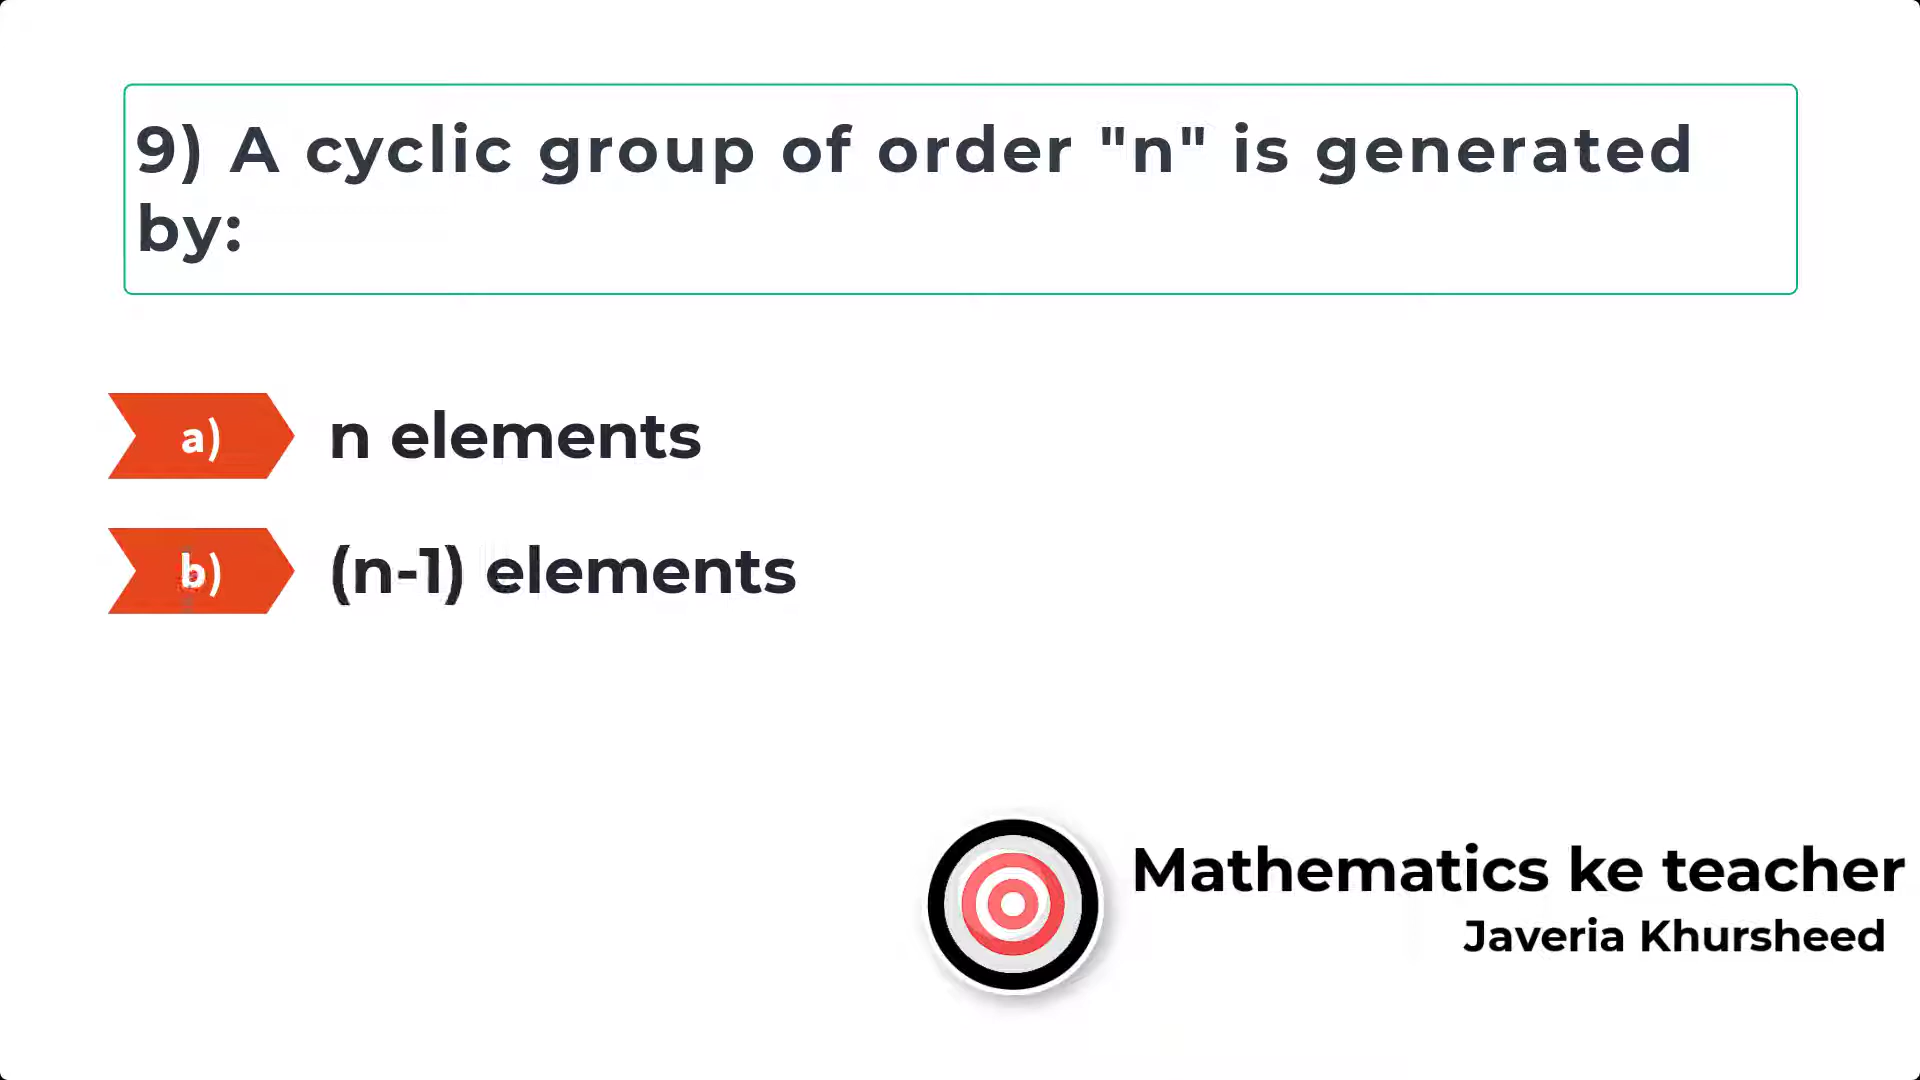 9) A cyclic group of order "n" is generated
by:
a) n elements
b) (n-1) elements
Mathematics ke teacher
Javeria Khursheed